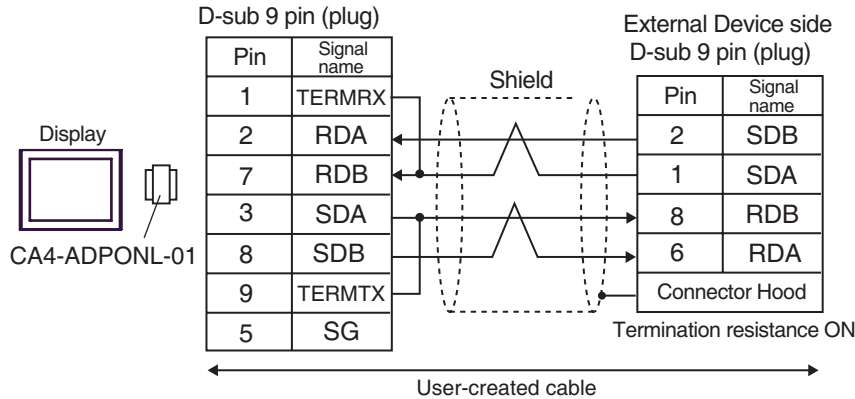 D-sub 9 pin (plug)
Pin Signal name
1 TERMRX
2 RDA
7 RDB
3 SDA
8 SDB
9 TERMTX
5 SG
Display
CA4-ADPONL-01
Shield
External Device side
D-sub 9 pin (plug)
Pin Signal name
2 SDB
1 SDA
8 RDB
6 RDA
Connector Hood
Termination resistance ON
User-created cable